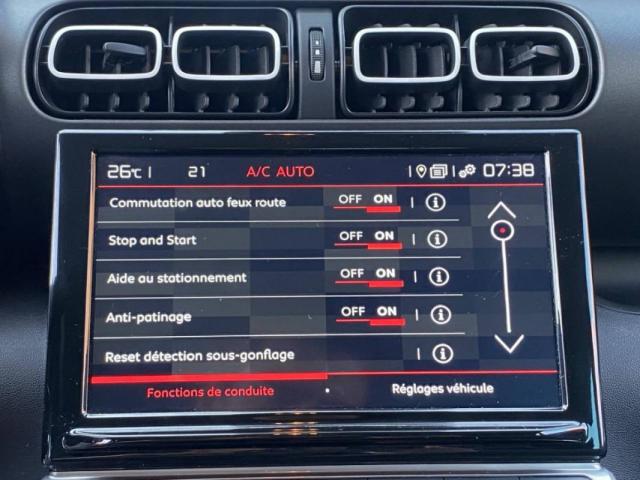 26°C 21 A/C AUTO 07:38
Commutation auto feux route OFF ON
Stop and Start OFF ON
Aide au stationnement OFF ON
Anti-patinage OFF ON
Reset détection sous-gonflage
Fonctions de conduite Réglages véhicule